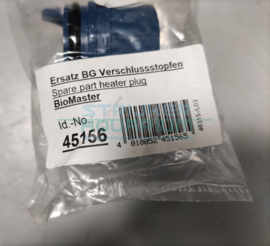 Ersatz BG Verschlussstopfen
Spare part heater plug
BioMaster
Id.-No.
45156
4 010052 451565